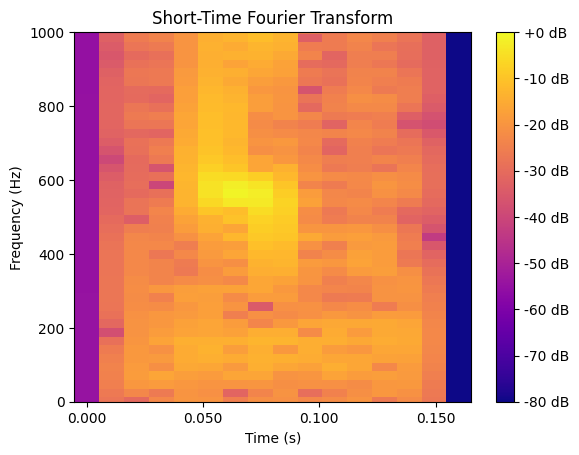 Short-Time Fourier Transform
1000
800
600
400
200
0
Frequency (Hz)
0.000
0.050
0.100
0.150
Time (s)
+0 dB
-10 dB
-20 dB
-30 dB
-40 dB
-50 dB
-60 dB
-70 dB
-80 dB